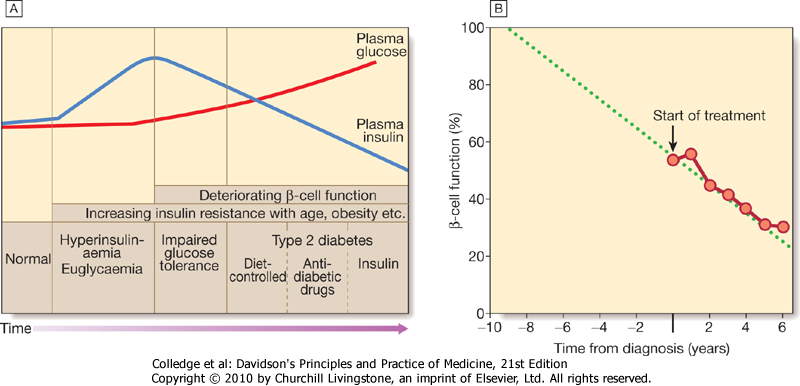 A
Plasma
glucose
Plasma
insulin
Deteriorating β-cell function
Increasing insulin resistance with age, obesity etc.
Normal
Hyperinsulin-
aemia
Euglycaemia
Impaired
glucose
tolerance
Type 2 diabetes
Diet-
controlled
Anti-
diabetic
drugs
Insulin
Time
B
β-cell function (%)
100
80
60
40
20
0
Start of treatment
-10 -8 -6 -4 -2 2 4 6
Time from diagnosis (years)
Colledge et al: Davidson's Principles and Practice of Medicine, 21st Edition
Copyright © 2010 by Churchill Livingstone, an imprint of Elsevier, Ltd. All rights reserved.